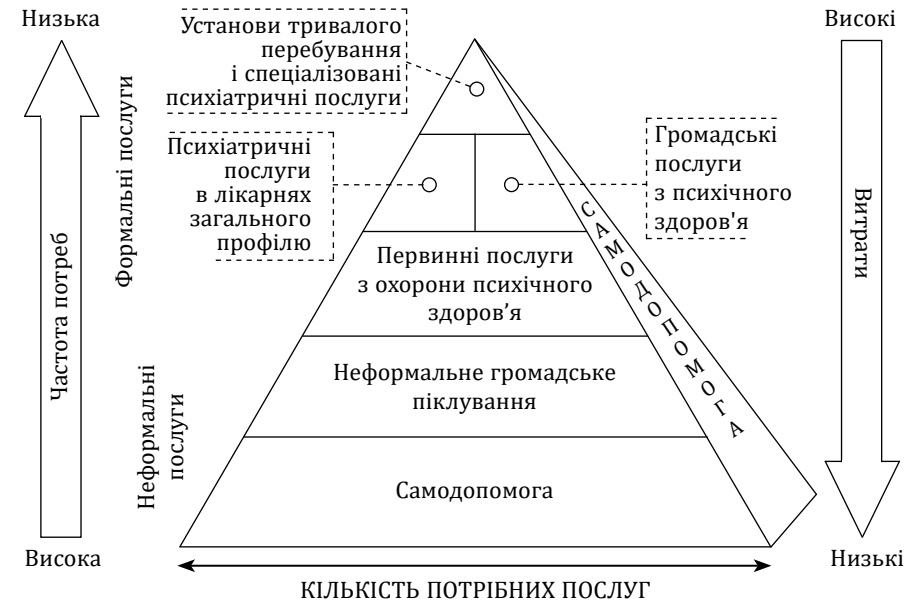 Низька
Високі
Установи тривалого
перебування
і спеціалізовані
психіатричні послуги
Формальні послуги
Психіатричні
послуги
в лікарнях
загального
профілю
Громадські
послуги
з психічного
здоров'я
Частота потреб
Витрати
САМОДОПОМОГА
Первинні послуги
з охорони психічного
здоров’я
Неформальне громадське
піклування
Неформальні
послуги
Самодопомога
Висока
Низькі
КІЛЬКІСТЬ ПОТРІБНИХ ПОСЛУГ